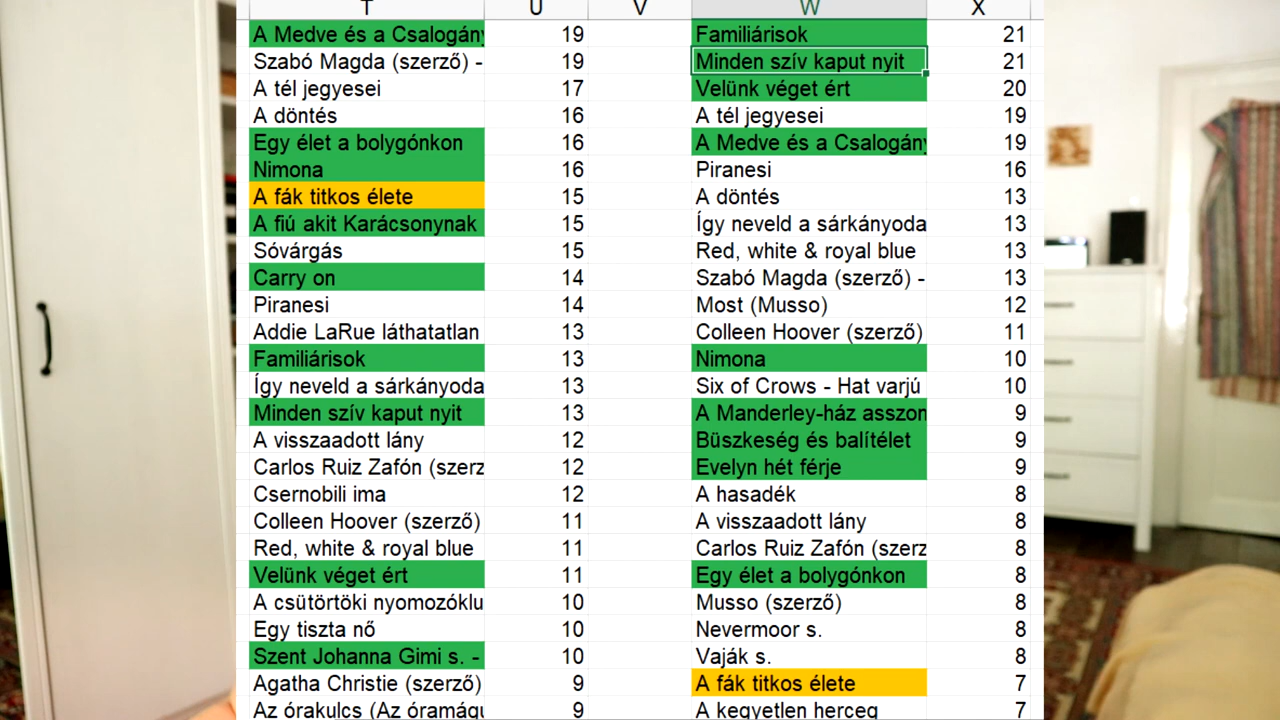 T U V W X
A Medve és a Csalogány 19 Familiárisok 21
Szabó Magda (szerző) - 19 Minden szív kaput nyit 21
A tél jegyesei 17 Velünk véget ért 20
A döntés 16 A tél jegyesei 19
Egy élet a bolygónkon 16 A Medve és a Csalogány 19
Nimona 16 Piranesi 16
A fák titkos élete 15 A döntés 13
A fiú akit Karácsonynak 15 Így neveld a sárkányoda 13
Sóvárgás 15 Red, white & royal blue 13
Carry on 14 Szabó Magda (szerző) - 13
Piranesi 14 Most (Musso) 12
Addie LaRue láthatatlan 13 Colleen Hoover (szerző) 11
Familiárisok 13 Nimona 10
Így neveld a sárkányoda 13 Six of Crows - Hat varjú 10
Minden szív kaput nyit 13 A Manderley-ház asszon 9
A visszaadott lány 12 Büszkeség és balítélet 9
Carlos Ruiz Zafón (szerz 12 Evelyn hét férje 9
Csernobili ima 12 A hasadék 8
Colleen Hoover (szerző) 11 A visszaadott lány 8
Red, white & royal blue 11 Carlos Ruiz Zafón (szerz 8
Velünk véget ért 11 Egy élet a bolygónkon 8
A csütörtöki nyomozóklu 10 Musso (szerző) 8
Egy tiszta nő 10 Nevermoor s. 8
Szent Johanna Gimi s. - 10 Vaják s. 8
Agatha Christie (szerző) 9 A fák titkos élete 7
Az órakulcs (Az óramágu 9 A kegyetlen herceg 7